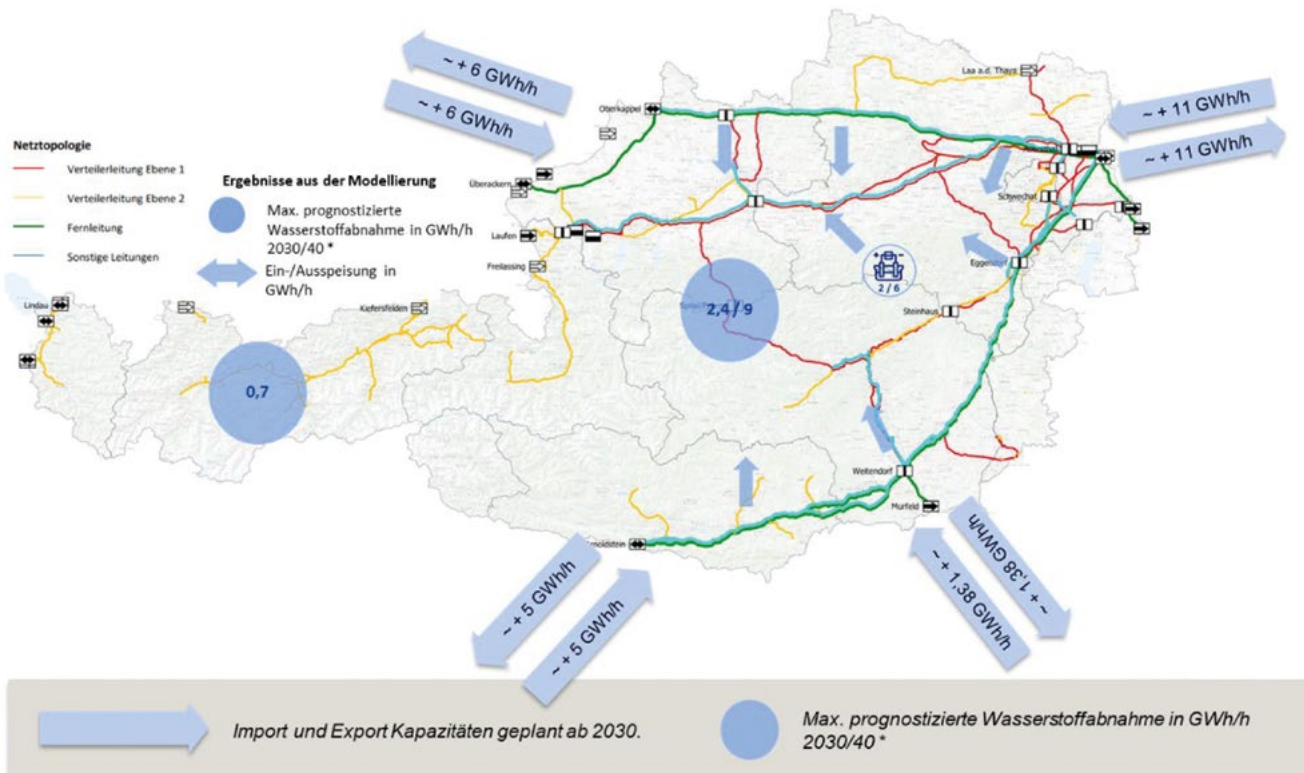 ~ + 6 GWh/h
~ + 6 GWh/h
~ + 11 GWh/h
~ + 11 GWh/h
Netztopologie
Verteilerleitung Ebene 1
Verteilerleitung Ebene 2
Fernleitung
Sonstige Leitungen
Ergebnisse aus der Modellierung
Max. prognostizierte
Wasserstoffabnahme in GWh/h
2030/40 *
Ein-/Ausspeisung in
GWh/h
Laa a.d. Thaya
Oberkappel
Überackern
Schwechat
Laufen
Freilassing
Eggendorf
2 / 6
Lindau
Kiefersfelden
Steinhaus
2,4 / 9
0,7
Weitendorf
Murfeld
~ + 5 GWh/h
~ + 5 GWh/h
~ + 1,38 GWh/h
~ + 1,38 GWh/h
Import und Export Kapazitäten geplant ab 2030.
Max. prognostizierte Wasserstoffabnahme in GWh/h
2030/40 *